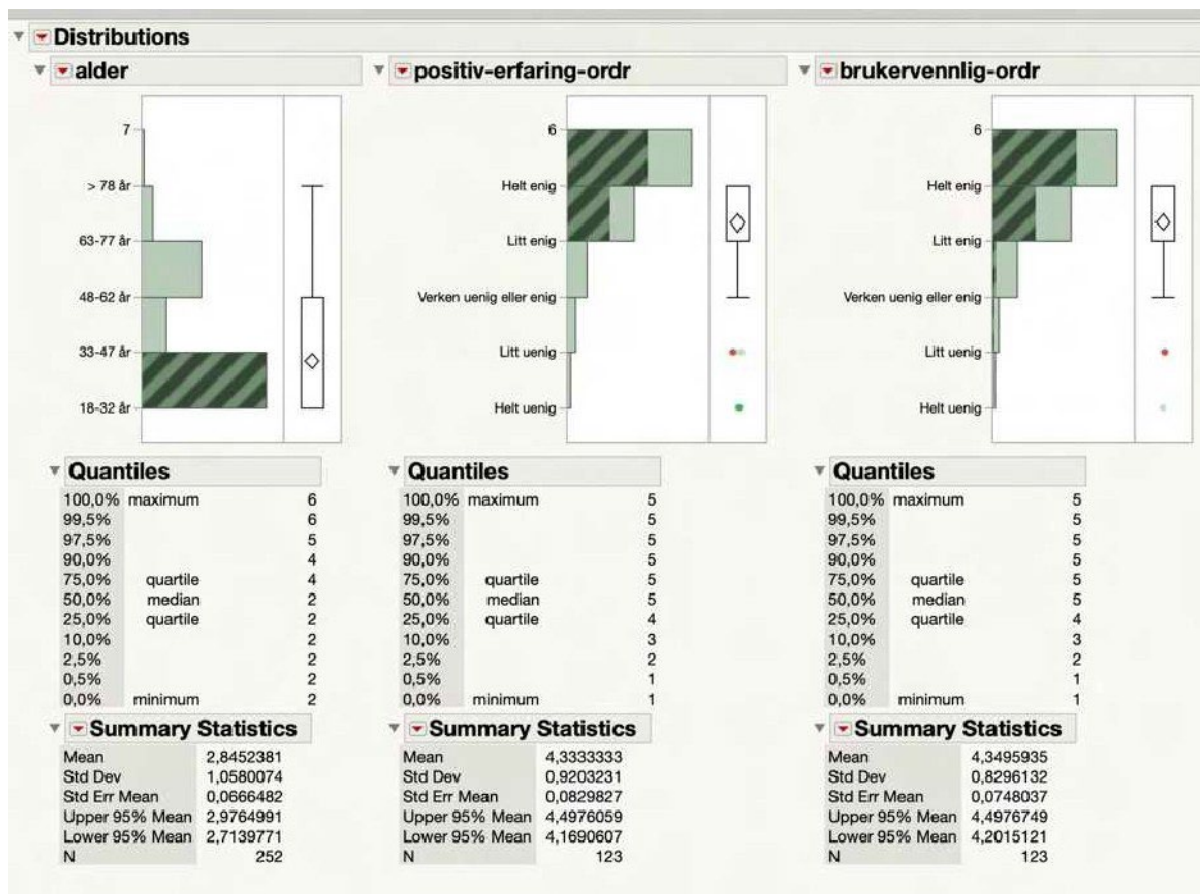 Distributions
alder
7
> 78 år
63-77 år
48-62 år
33-47 år
18-32 år
Quantiles
100,0% maximum 6
99,5% 6
97,5% 5
90,0% 4
75,0% quartile 4
50,0% median 2
25,0% quartile 2
10,0% 2
2,5% 2
0,5% 2
0,0% minimum 2
Summary Statistics
Mean 2,8452381
Std Dev 1,0580074
Std Err Mean 0,0666482
Upper 95% Mean 2,9764991
Lower 95% Mean 2,7139771
N 252
positiv-erfaring-ordr
6
Helt enig
Litt enig
Verken uenig eller enig
Litt uenig
Helt uenig
Quantiles
100,0% maximum 5
99,5% 5
97,5% 5
90,0% 5
75,0% quartile 5
50,0% median 5
25,0% quartile 4
10,0% 3
2,5% 2
0,5% 1
0,0% minimum 1
Summary Statistics
Mean 4,3333333
Std Dev 0,9203231
Std Err Mean 0,0829827
Upper 95% Mean 4,4976059
Lower 95% Mean 4,1690607
N 123
brukervennlig-ordr
6
Helt enig
Litt enig
Verken uenig eller enig
Litt uenig
Helt uenig
Quantiles
100,0% maximum 5
99,5% 5
97,5% 5
90,0% 5
75,0% quartile 5
50,0% median 5
25,0% quartile 4
10,0% 3
2,5% 2
0,5% 1
0,0% minimum 1
Summary Statistics
Mean 4,3495935
Std Dev 0,8296132
Std Err Mean 0,0748037
Upper 95% Mean 4,4976749
Lower 95% Mean 4,2015121
N 123